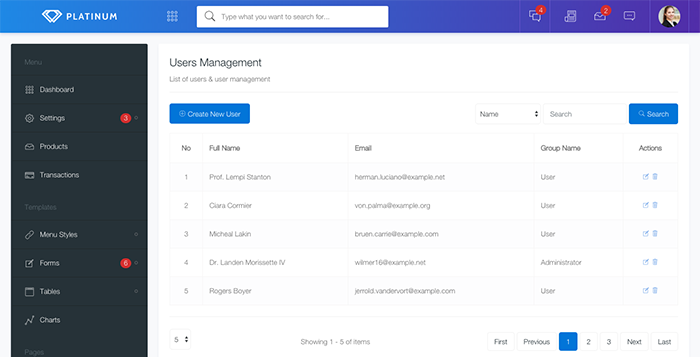 PLATINUM
Type what you want to search for...
4
2
Menu
Dashboard
Settings
3
Products
Transactions
Templates
Menu Styles
Forms
6
Tables
Charts
Pages
Users Management
List of users & user management
Create New User
Name
Search
Search
No Full Name Email Group Name Actions
1 Prof. Lempi Stanton herman.luciano@example.net User
2 Ciara Cormier von.palma@example.org User
3 Micheal Lakin bruen.carrie@example.com User
4 Dr. Landen Morissette IV wilmer16@example.net Administrator
5 Rogers Boyer jerrold.vandervort@example.com User
5 Showing 1 - 5 of items First Previous 1 2 3 Next Last